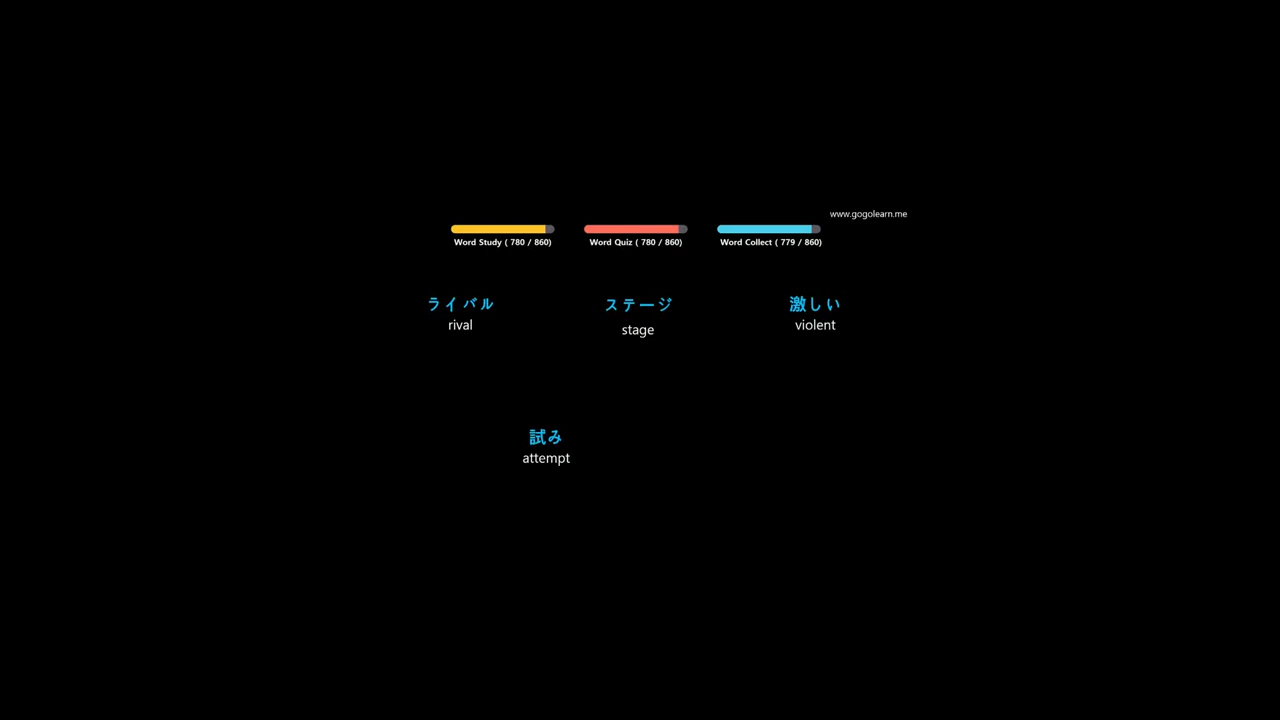 www.gogolearn.me
Word Study ( 780 / 860)
Word Quiz ( 780 / 860)
Word Collect ( 779 / 860)
ライバル
rival
ステージ
stage
激しい
violent
試み
attempt